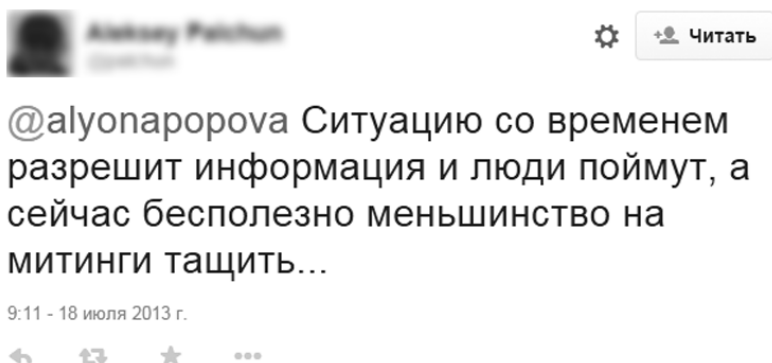 Читать
@alyonapopova Ситуацию со временем
разрешит информация и люди поймут, а
сейчас бесполезно меньшинство на
митинги тащить...
9:11 - 18 июля 2013 г.